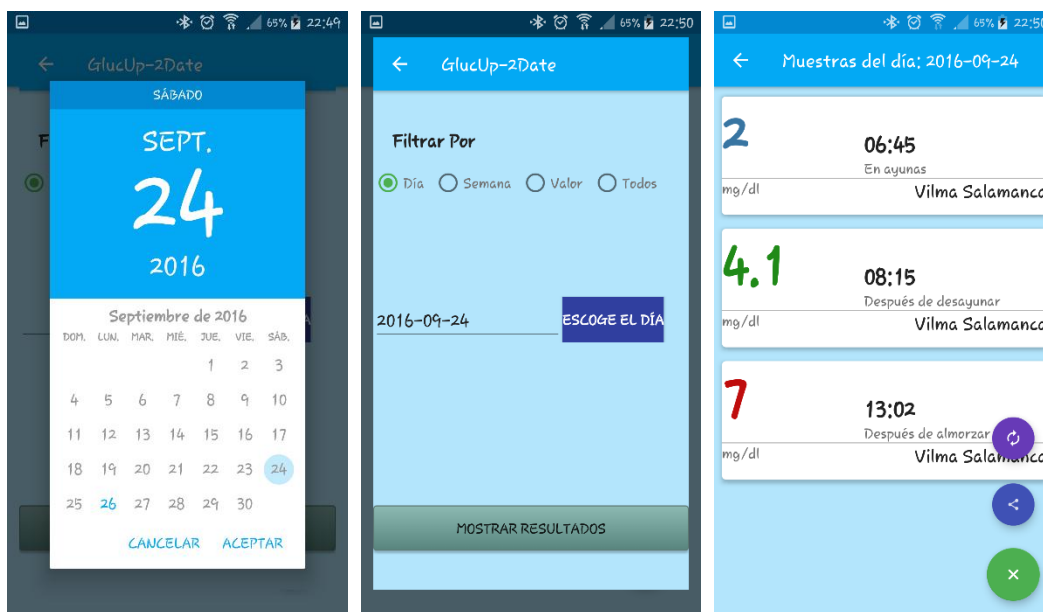 65% 22:49
GlucUp-2Date
SÁBADO
SEPT.
24
2016
Septiembre de 2016
DOM. LUN. MAR. MIÉ. JUE. VIE. SÁB.
1 2 3
4 5 6 7 8 9 10
11 12 13 14 15 16 17
18 19 20 21 22 23 24
25 26 27 28 29 30
CANCELAR ACEPTAR
65% 22:50
GlucUp-2Date
Filtrar Por
Día Semana Valor Todos
2016-09-24 ESCOGE EL DÍA
MOSTRAR RESULTADOS
65% 22:50
Muestras del día: 2016-09-24
2
06:45
En ayunas
mg/dl Vilma Salamanca
4.1
08:15
Después de desayunar
mg/dl Vilma Salamanca
7
13:02
Después de almorzar
mg/dl Vilma Salamanca